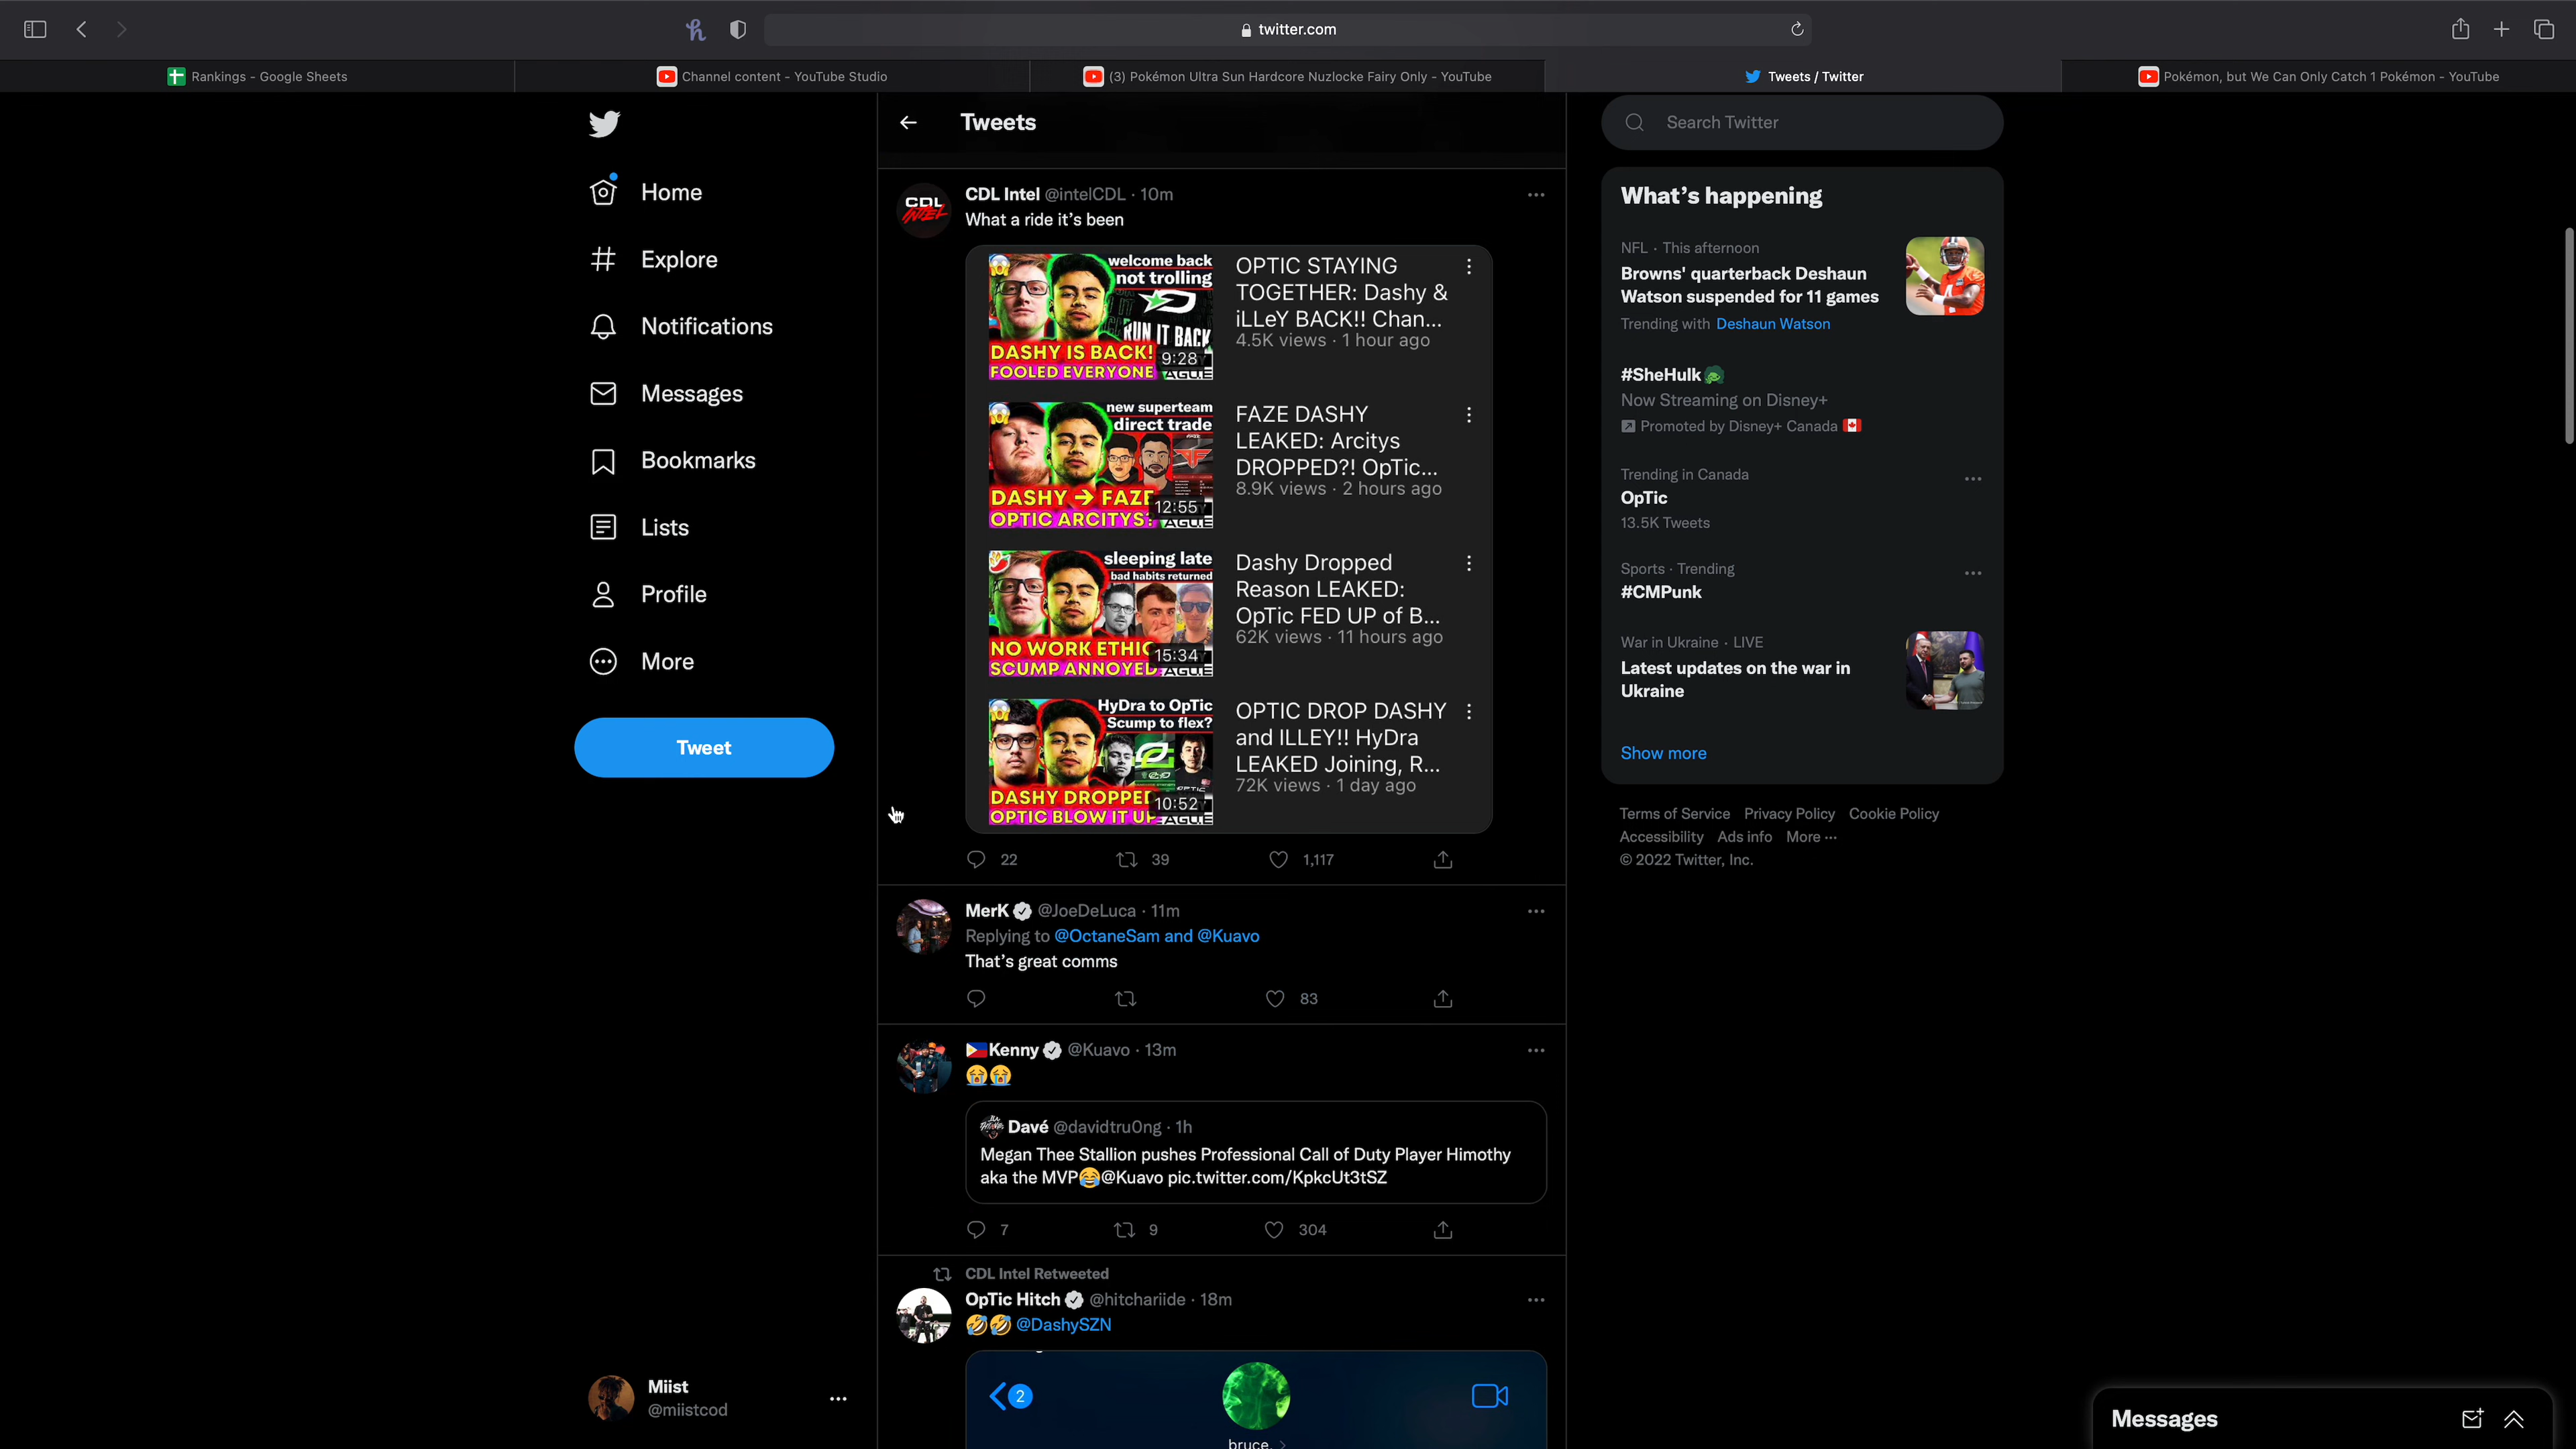 twitter.com
Rankings - Google Sheets
Channel content - YouTube Studio
(3) Pokémon Ultra Sun Hardcore Nuzlocke Fairy Only - YouTube
Tweets / Twitter
Pokémon, but We Can Only Catch 1 Pokémon - YouTube
Home
Explore
Notifications
Messages
Bookmarks
Lists
Profile
More
Tweet
Miist
@miistcod
Tweets
CDL Intel @intelCDL · 10m
What a ride it's been
CDL
INTEL
welcome back
not trolling
RUN IT BACK
DASHY IS BACK!
9:28
FOOLED EVERYONE
AGUE
OPTIC STAYING
TOGETHER: Dashy &
iLLeY BACK!! Chan...
4.5K views · 1 hour ago
new superteam
direct trade
DASHY → FAZE
12:55
OPTIC ARCITYS?
AGUE
FAZE DASHY
LEAKED: Arcitys
DROPPED?! OpTic...
8.9K views · 2 hours ago
sleeping late
bad habits returned
NO WORK ETHIC
15:34
SCUMP ANNOYED
AGUE
Dashy Dropped
Reason LEAKED:
OpTic FED UP of B...
62K views · 11 hours ago
HyDra to OpTic
Scump to flex?
DASHY DROPPED
10:52
OPTIC BLOW IT UP
EAGUE
OPTIC DROP DASHY
and ILLEY!! HyDra
LEAKED Joining, R...
72K views · 1 day ago
22 39 1,117
MerK @JoeDeLuca · 11m
Replying to @OctaneSam and @Kuavo
That's great comms
83
Kenny @Kuavo · 13m
😭😭
Davé @davidtru0ng · 1h
Megan Thee Stallion pushes Professional Call of Duty Player Himothy
aka the MVP😂@Kuavo pic.twitter.com/KpkcUt3tSZ
7 9 304
CDL Intel Retweeted
OpTic Hitch @hitchariide · 18m
🤣🤣 @DashySZN
2
bruce. >
Search Twitter
What's happening
NFL · This afternoon
Browns' quarterback Deshaun
Watson suspended for 11 games
Trending with Deshaun Watson
#SheHulk
Now Streaming on Disney+
Promoted by Disney+ Canada 🇨🇦
Trending in Canada
OpTic
13.5K Tweets
Sports · Trending
#CMPunk
War in Ukraine · LIVE
Latest updates on the war in
Ukraine
Show more
Terms of Service Privacy Policy Cookie Policy
Accessibility Ads info More ···
© 2022 Twitter, Inc.
Messages